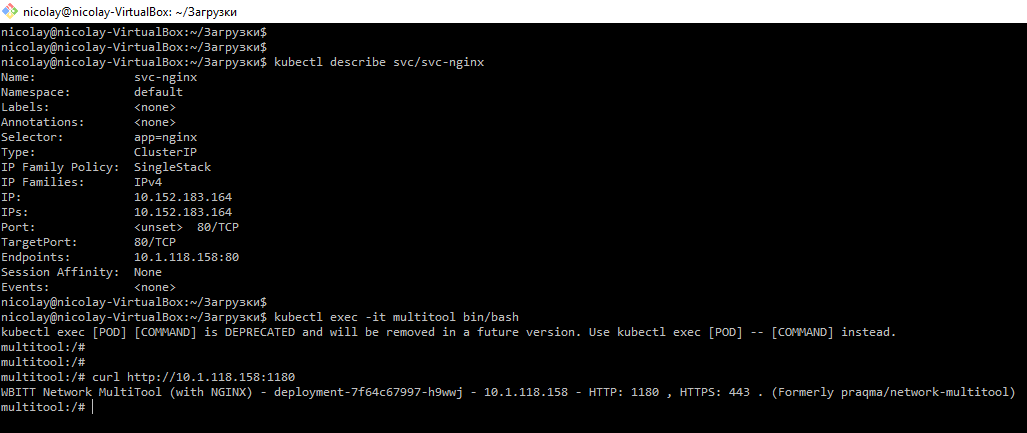 nicolay@nicolay-VirtualBox: ~/Загрузки
nicolay@nicolay-VirtualBox:~/Загрузки$
nicolay@nicolay-VirtualBox:~/Загрузки$
nicolay@nicolay-VirtualBox:~/Загрузки$ kubectl describe svc/svc-nginx
Name:              svc-nginx
Namespace:         default
Labels:            <none>
Annotations:       <none>
Selector:          app=nginx
Type:              ClusterIP
IP Family Policy:  SingleStack
IP Families:       IPv4
IP:                10.152.183.164
IPs:               10.152.183.164
Port:              <unset>  80/TCP
TargetPort:        80/TCP
Endpoints:         10.1.118.158:80
Session Affinity:  None
Events:            <none>
nicolay@nicolay-VirtualBox:~/Загрузки$
nicolay@nicolay-VirtualBox:~/Загрузки$ kubectl exec -it multitool bin/bash
kubectl exec [POD] [COMMAND] is DEPRECATED and will be removed in a future version. Use kubectl exec [POD] -- [COMMAND] instead.
multitool:/#
multitool:/#
multitool:/# curl http://10.1.118.158:1180
WBITT Network MultiTool (with NGINX) - deployment-7f64c67997-h9wwj - 10.1.118.158 - HTTP: 1180 , HTTPS: 443 . (Formerly praqma/network-multitool)
multitool:/#